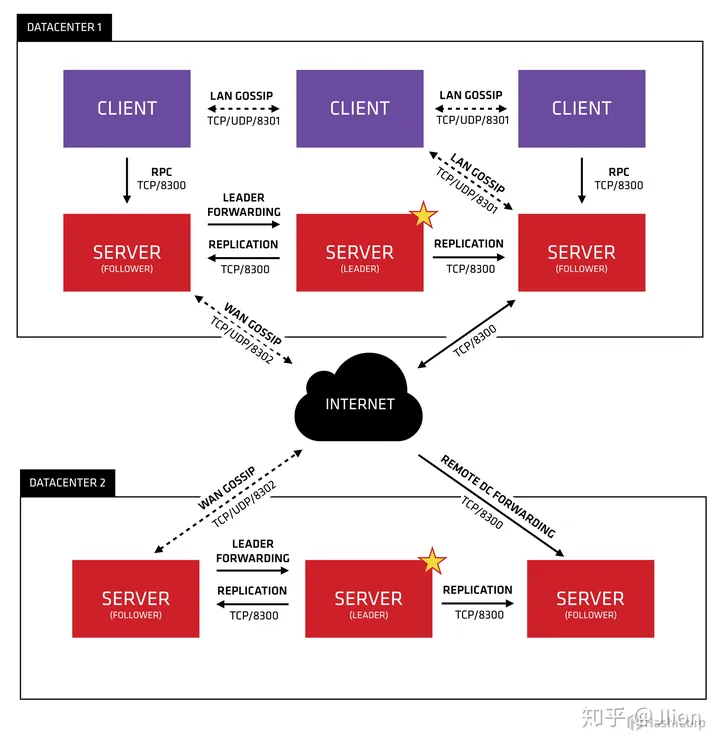 DATACENTER 1
CLIENT
LAN GOSSIP
TCP/UDP/8301
CLIENT
LAN GOSSIP
TCP/UDP/8301
CLIENT
RPC
TCP/8300
LAN GOSSIP
TCP/UDP/8301
RPC
TCP/8300
LEADER
FORWARDING
SERVER
(FOLLOWER)
REPLICATION
TCP/8300
SERVER
(LEADER)
REPLICATION
TCP/8300
SERVER
(FOLLOWER)
WAN GOSSIP
TCP/UDP/8302
TCP/8300
INTERNET
DATACENTER 2
WAN GOSSIP
TCP/UDP/8302
REMOTE DC FORWARDING
TCP/8300
LEADER
FORWARDING
SERVER
(FOLLOWER)
REPLICATION
TCP/8300
SERVER
(LEADER)
REPLICATION
TCP/8300
SERVER
(FOLLOWER)
知乎 @Jlion
HashiCorp